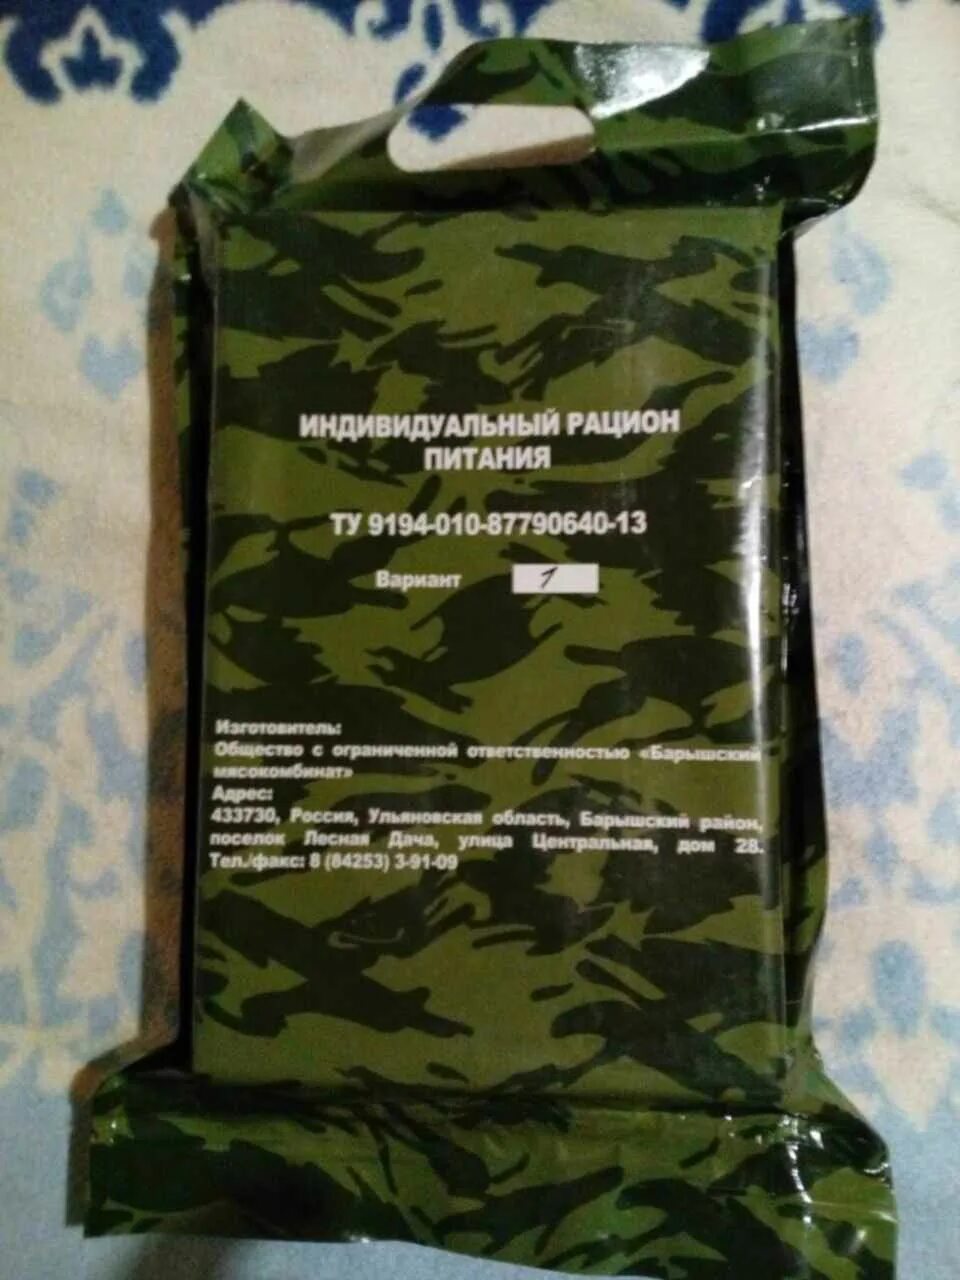 ИНДИВИДУАЛЬНЫЙ РАЦИОН
ПИТАНИЯ
ТУ 9194-010-87790640-13
Вариант 1
Изготовитель:
Общество с ограниченной ответственностью «Барышский
мясокомбинат»
Адрес:
433730, Россия, Ульяновская область, Барышский район,
поселок Лесная Дача, улица Центральная, дом 28.
Тел./факс: 8 (84253) 3-91-09